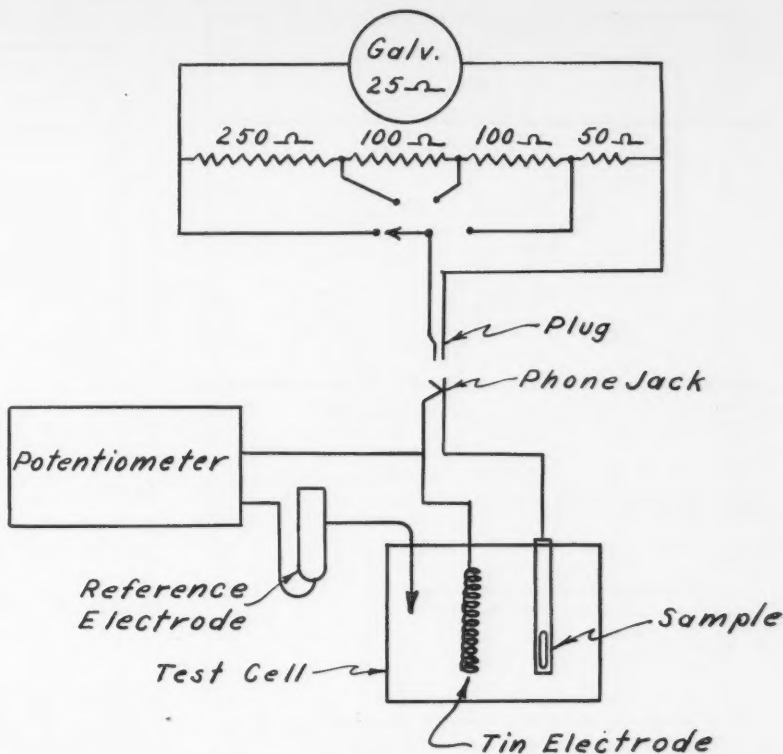 Galv.
25Ω
250Ω
100Ω
100Ω
50Ω
Plug
Phone Jack
Potentiometer
Reference
Electrode
Sample
Test Cell
Tin Electrode